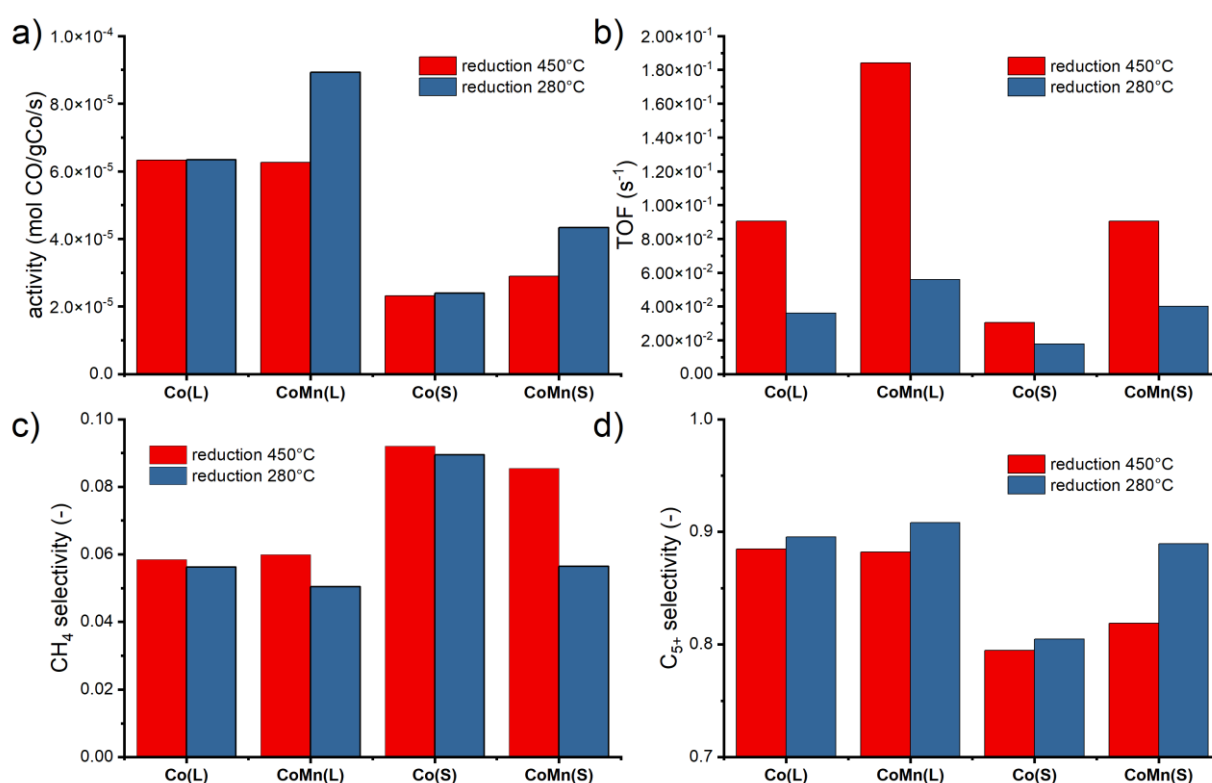 a)
1.0×10⁻⁴
8.0×10⁻⁵
6.0×10⁻⁵
4.0×10⁻⁵
2.0×10⁻⁵
0.0
activity (mol CO/gCo/s)
reduction 450°C
reduction 280°C
Co(L) CoMn(L) Co(S) CoMn(S)
b)
2.00×10⁻¹
1.80×10⁻¹
1.60×10⁻¹
1.40×10⁻¹
1.20×10⁻¹
1.00×10⁻¹
8.00×10⁻²
6.00×10⁻²
4.00×10⁻²
2.00×10⁻²
0.00
TOF (s⁻¹)
reduction 450°C
reduction 280°C
Co(L) CoMn(L) Co(S) CoMn(S)
c)
0.10
0.08
0.06
0.04
0.02
0.00
CH₄ selectivity (-)
reduction 450°C
reduction 280°C
Co(L) CoMn(L) Co(S) CoMn(S)
d)
1.0
0.9
0.8
0.7
C₅₊ selectivity (-)
reduction 450°C
reduction 280°C
Co(L) CoMn(L) Co(S) CoMn(S)